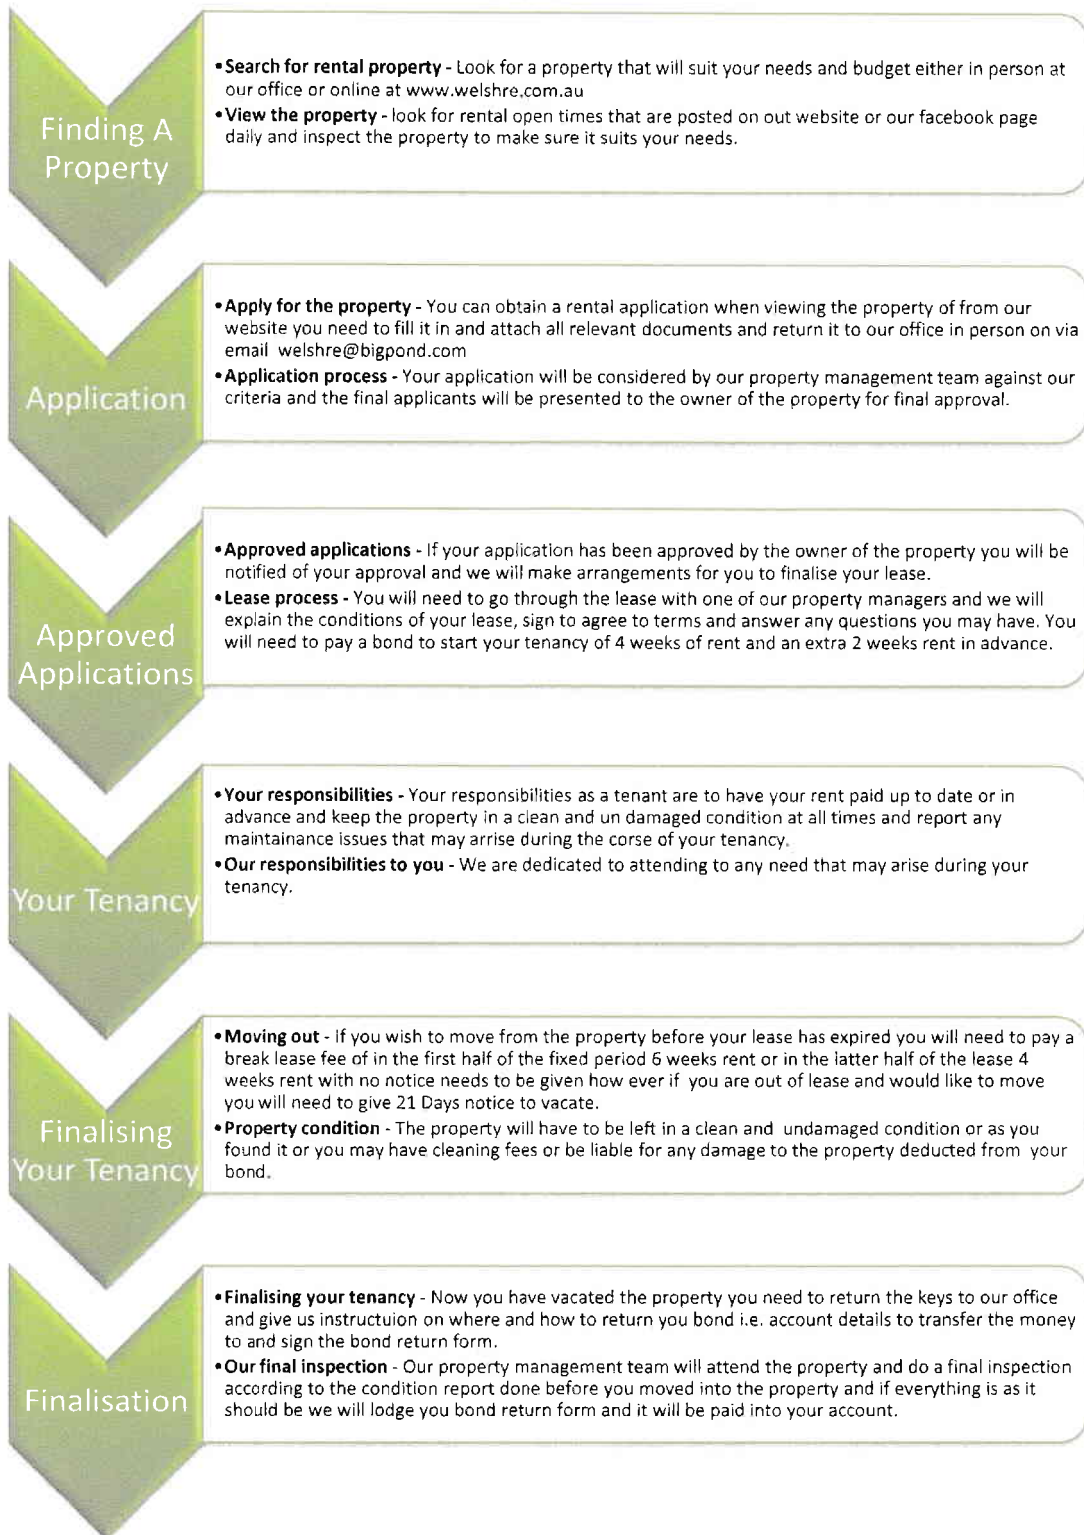 Finding A
Property
•Search for rental property - Look for a property that will suit your needs and budget either in person at
our office or online at www.welshre.com.au
•View the property - look for rental open times that are posted on out website or our facebook page
daily and inspect the property to make sure it suits your needs.
Application
•Apply for the property - You can obtain a rental application when viewing the property of from our
website you need to fill it in and attach all relevant documents and return it to our office in person on via
email welshre@bigpond.com
•Application process - Your application will be considered by our property management team against our
criteria and the final applicants will be presented to the owner of the property for final approval.
Approved
Applications
•Approved applications - If your application has been approved by the owner of the property you will be
notified of your approval and we will make arrangements for you to finalise your lease.
•Lease process - You will need to go through the lease with one of our property managers and we will
explain the conditions of your lease, sign to agree to terms and answer any questions you may have. You
will need to pay a bond to start your tenancy of 4 weeks of rent and an extra 2 weeks rent in advance.
Your Tenancy
•Your responsibilities - Your responsibilities as a tenant are to have your rent paid up to date or in
advance and keep the property in a clean and un damaged condition at all times and report any
maintainance issues that may arrise during the corse of your tenancy.
•Our responsibilities to you - We are dedicated to attending to any need that may arise during your
tenancy.
Finalising
Your Tenancy
•Moving out - If you wish to move from the property before your lease has expired you will need to pay a
break lease fee of in the first half of the fixed period 6 weeks rent or in the latter half of the lease 4
weeks rent with no notice needs to be given how ever if you are out of lease and would like to move
you will need to give 21 Days notice to vacate.
•Property condition - The property will have to be left in a clean and undamaged condition or as you
found it or you may have cleaning fees or be liable for any damage to the property deducted from your
bond.
Finalisation
•Finalising your tenancy - Now you have vacated the property you need to return the keys to our office
and give us instructuion on where and how to return you bond i.e. account details to transfer the money
to and sign the bond return form.
•Our final inspection - Our property management team will attend the property and do a final inspection
according to the condition report done before you moved into the property and if everything is as it
should be we will lodge you bond return form and it will be paid into your account.